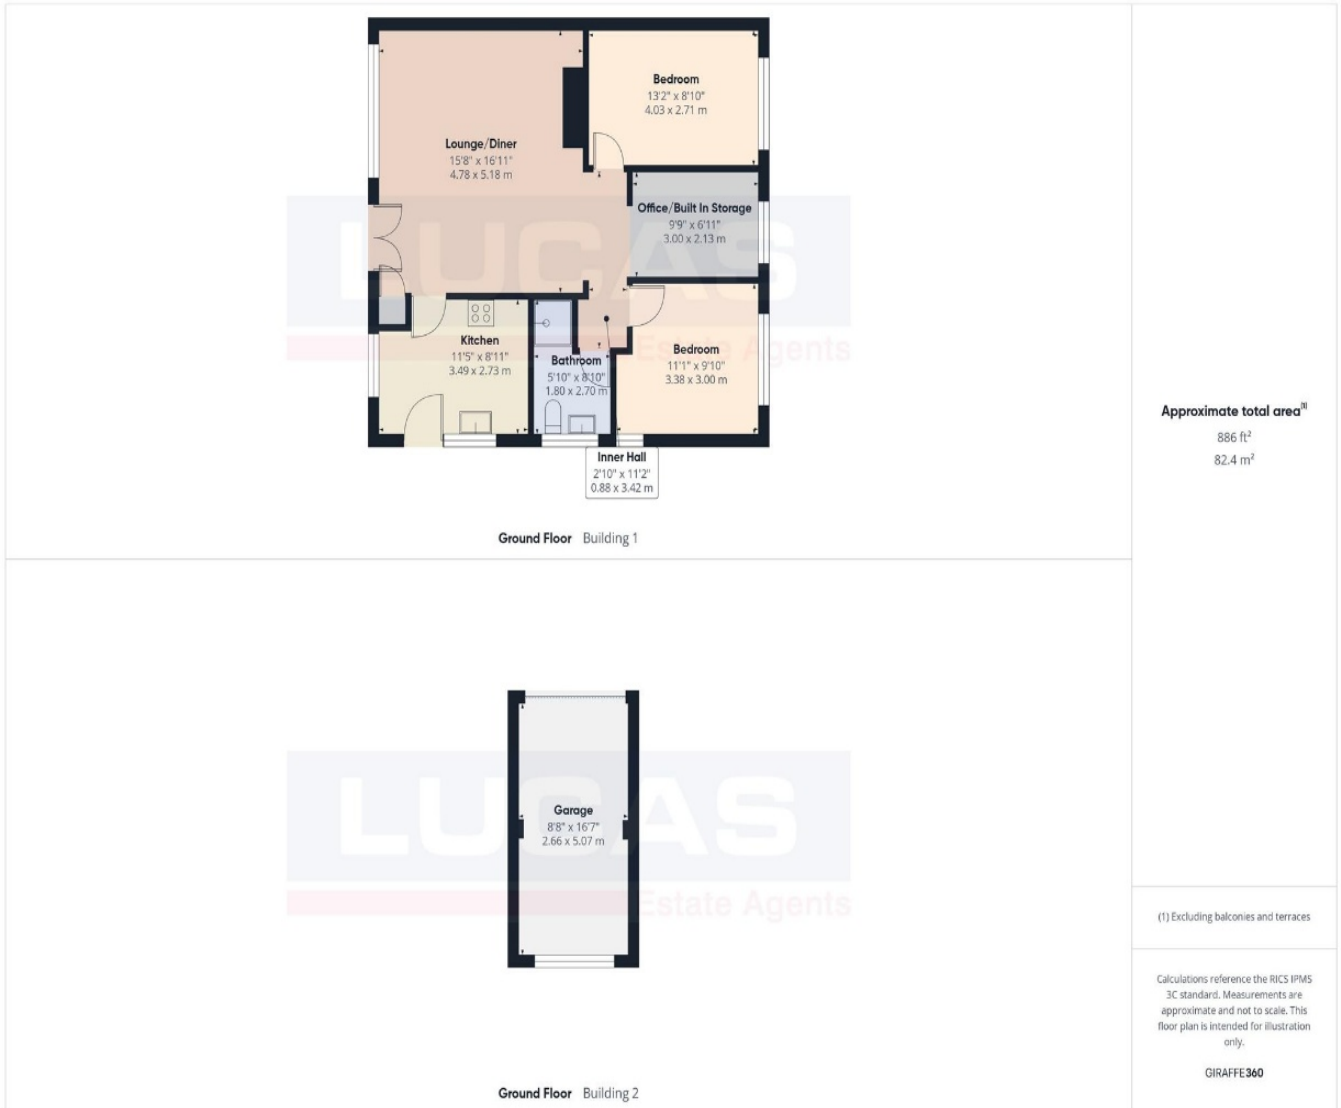 Lounge/Diner
15'8" x 16'11"
4.78 x 5.18 m
Bedroom
13'2" x 8'10"
4.03 x 2.71 m
Office/Built In Storage
9'9" x 6'11"
3.00 x 2.13 m
LUCAS
Estate Agents
Kitchen
11'5" x 8'11"
3.49 x 2.73 m
Bathroom
5'10" x 8'10"
1.80 x 2.70 m
Bedroom
11'1" x 9'10"
3.38 x 3.00 m
Inner Hall
2'10" x 11'2"
0.88 x 3.42 m
Ground Floor Building 1
Approximate total area(1)
886 ft²
82.4 m²
LUCAS
Estate Agents
Garage
8'8" x 16'7"
2.66 x 5.07 m
Ground Floor Building 2
(1) Excluding balconies and terraces
Calculations reference the RICS IPMS
3C standard. Measurements are
approximate and not to scale. This
floor plan is intended for illustration
only.
GIRAFFE360